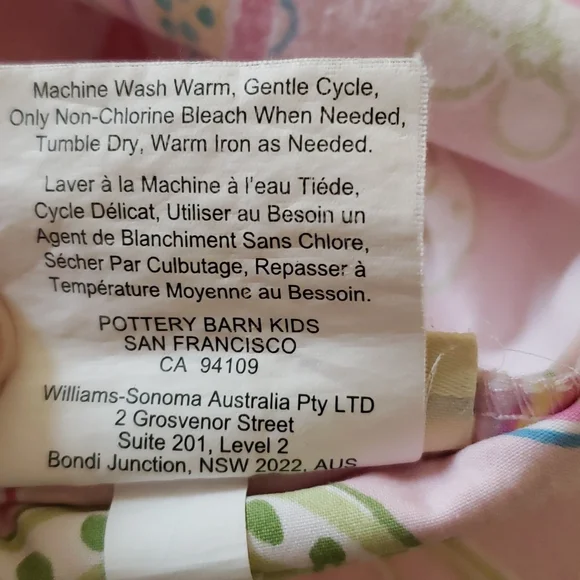 Machine Wash Warm, Gentle Cycle,
Only Non-Chlorine Bleach When Needed,
Tumble Dry, Warm Iron as Needed.
Laver à la Machine à l'eau Tiéde,
Cycle Délicat, Utiliser au Besoin un
Agent de Blanchiment Sans Chlore,
Sécher Par Culbutage, Repasser à
Température Moyenne au Bessoin.
POTTERY BARN KIDS
SAN FRANCISCO
CA 94109
Williams-Sonoma Australia Pty LTD
2 Grosvenor Street
Suite 201, Level 2
Bondi Junction, NSW 2022, AUS